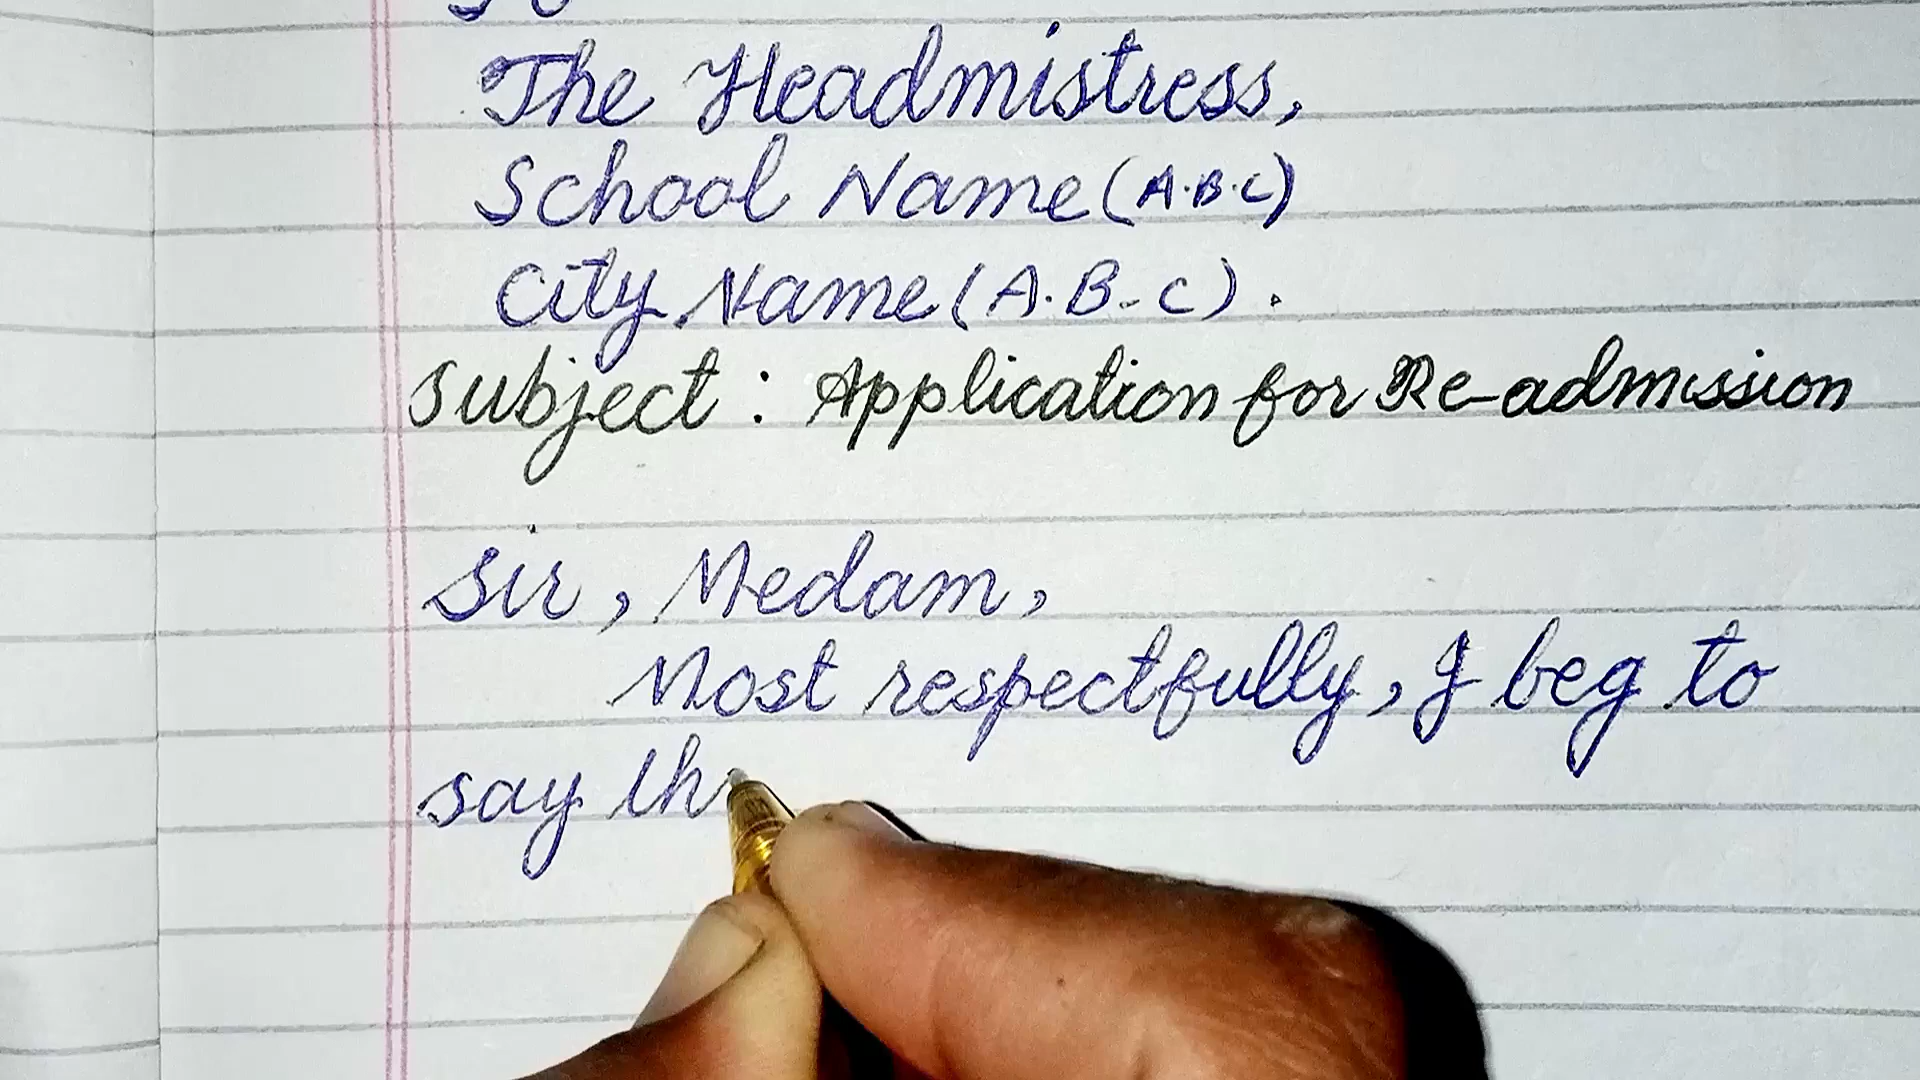 The Headmistress,
School Name (A.B.C)
City Name (A.B-C).
Subject: Application for Re-admission
Sir, Medam,
Most respectfully, I beg to
say th